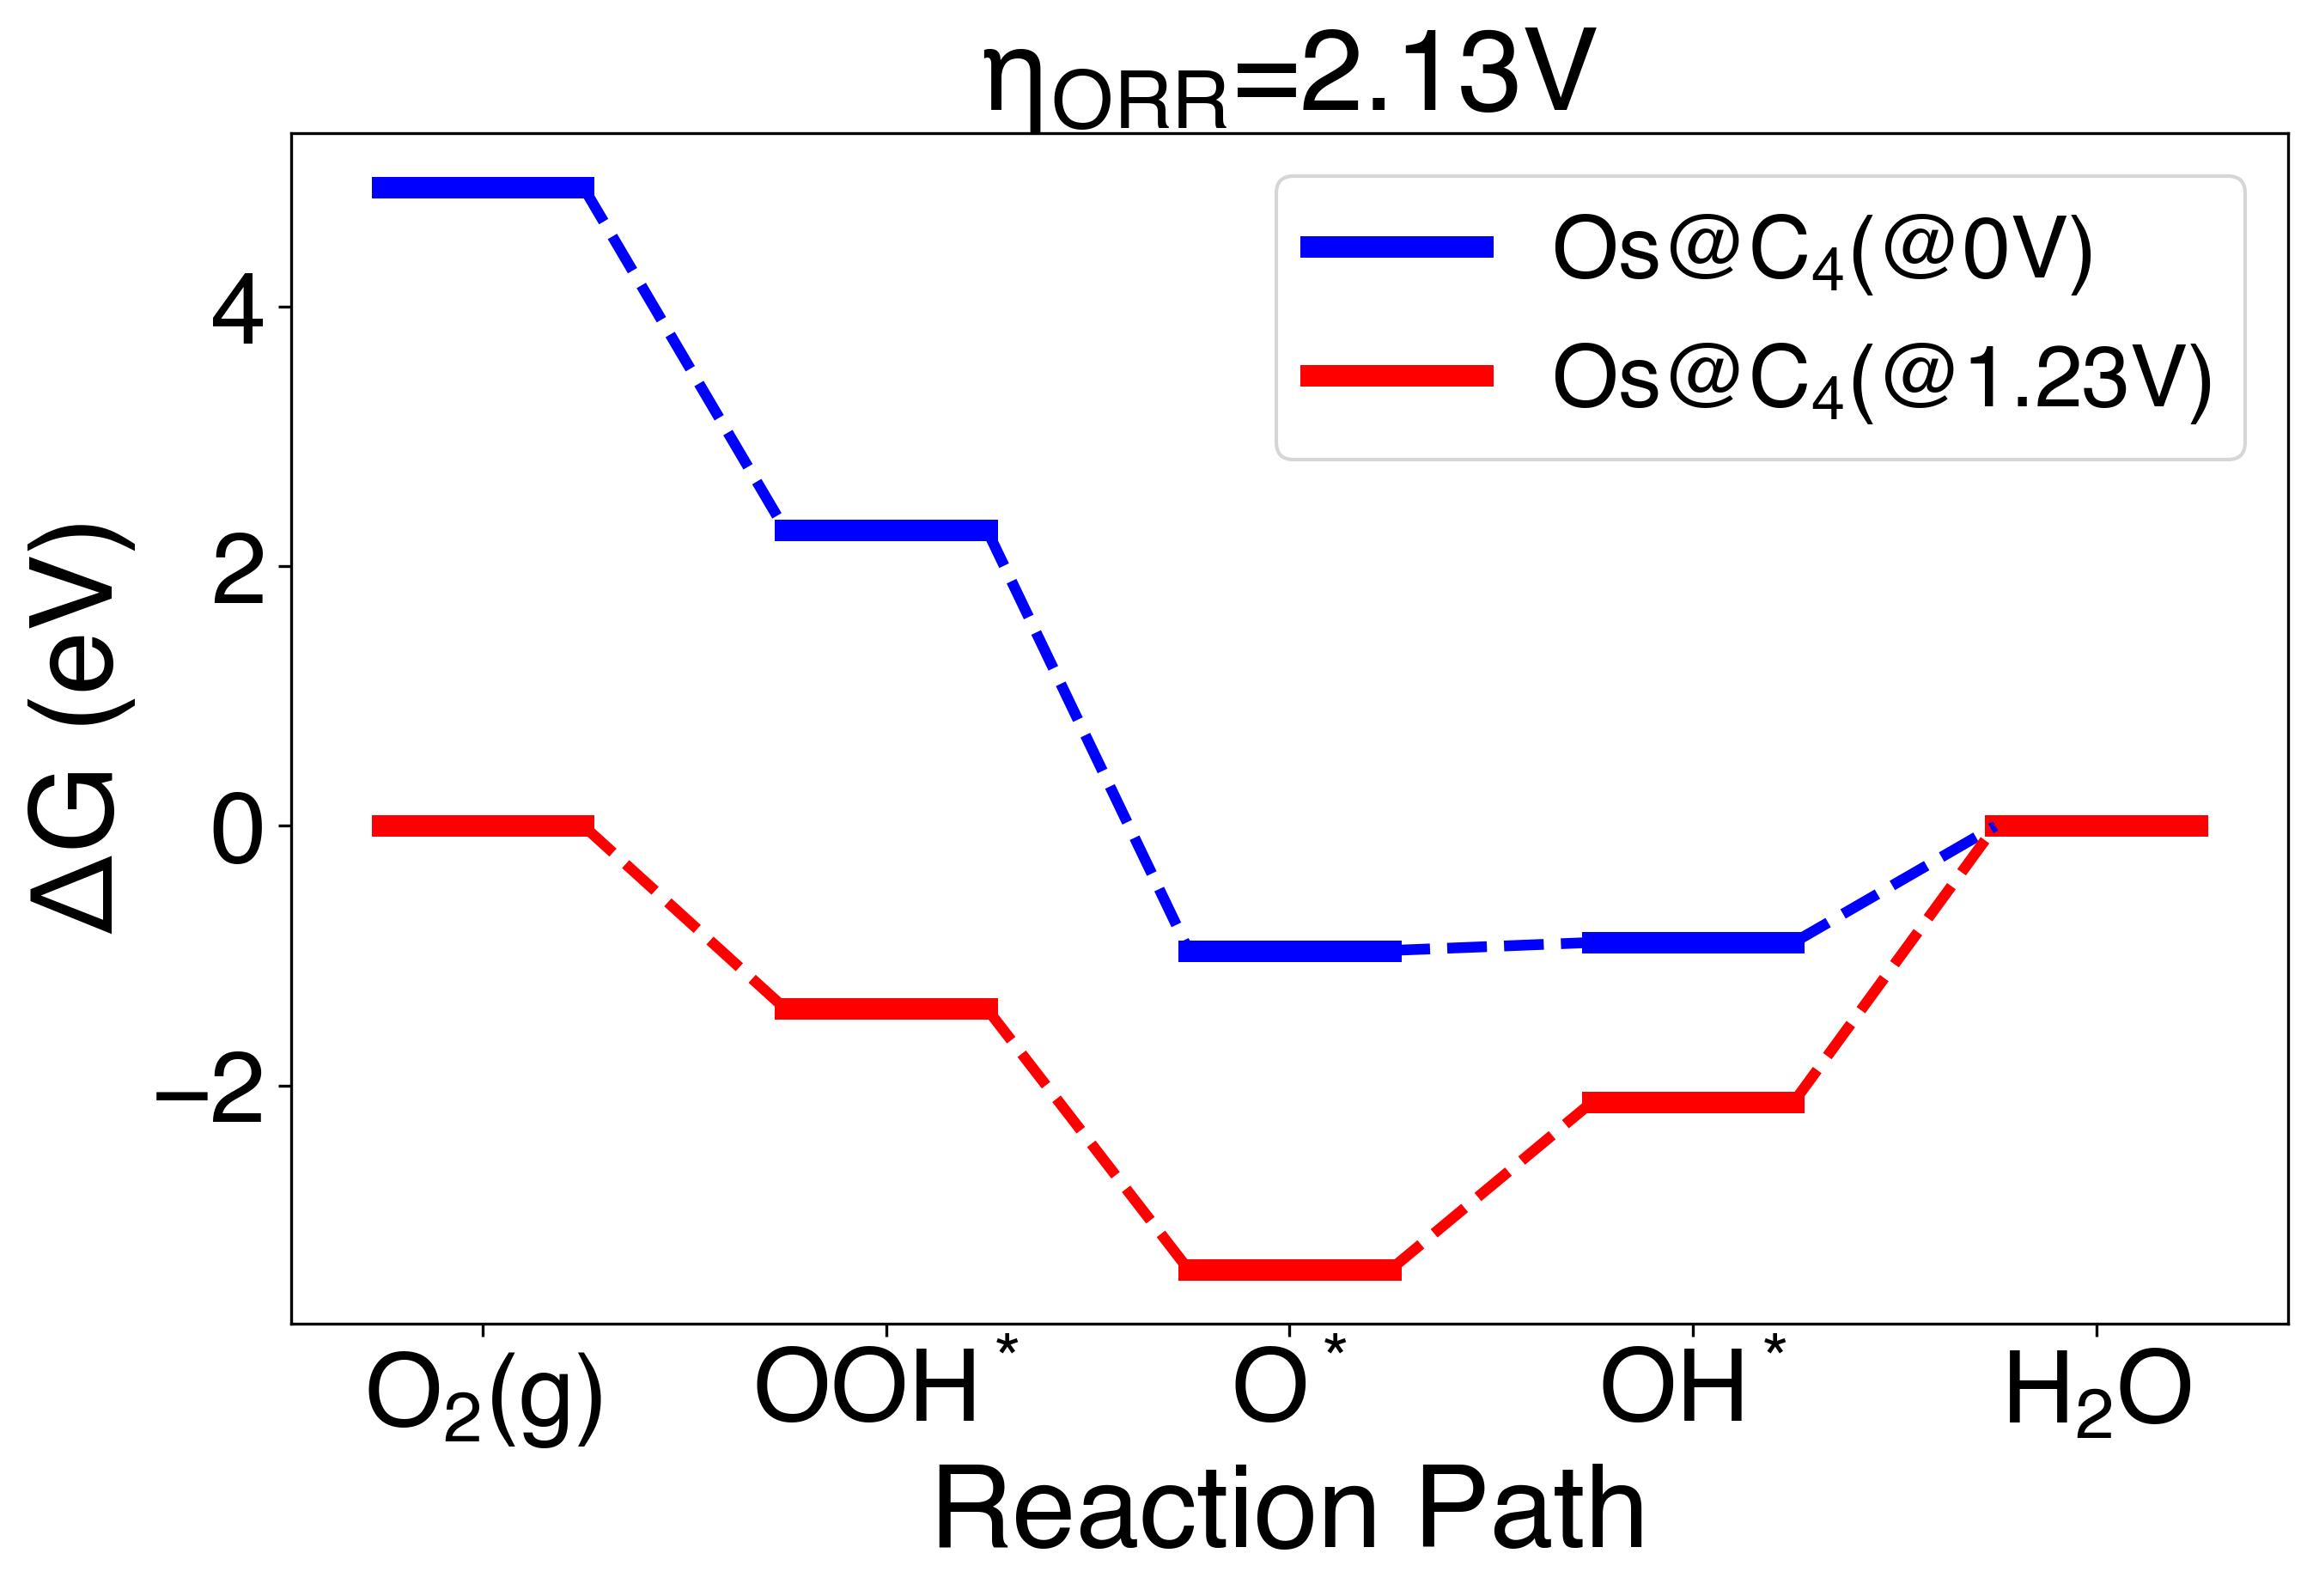 η_ORR=2.13V
Os@C₄(@0V)
Os@C₄(@1.23V)
ΔG (eV)
4
2
0
−2
O₂(g) OOH* O* OH* H₂O
Reaction Path